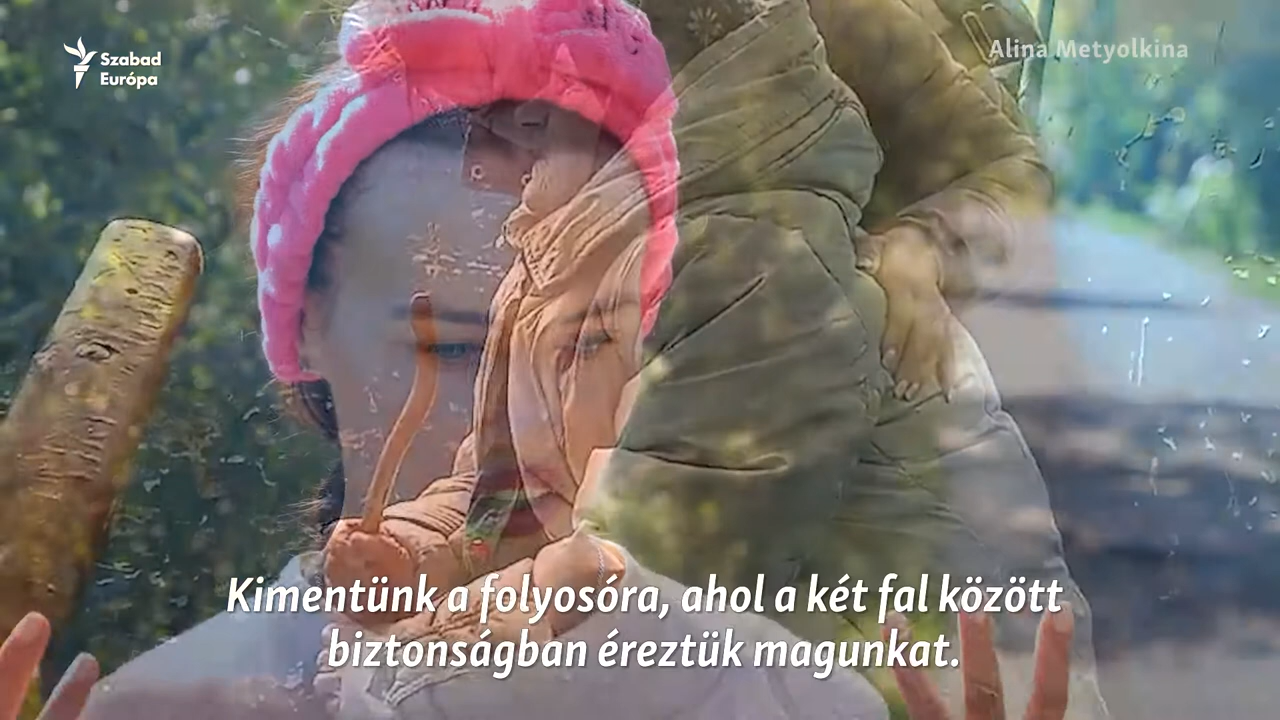 Szabad
Európa
Alina Metyolkina
Kimentünk a folyosóra, ahol a két fal között
biztonságban éreztük magunkat.